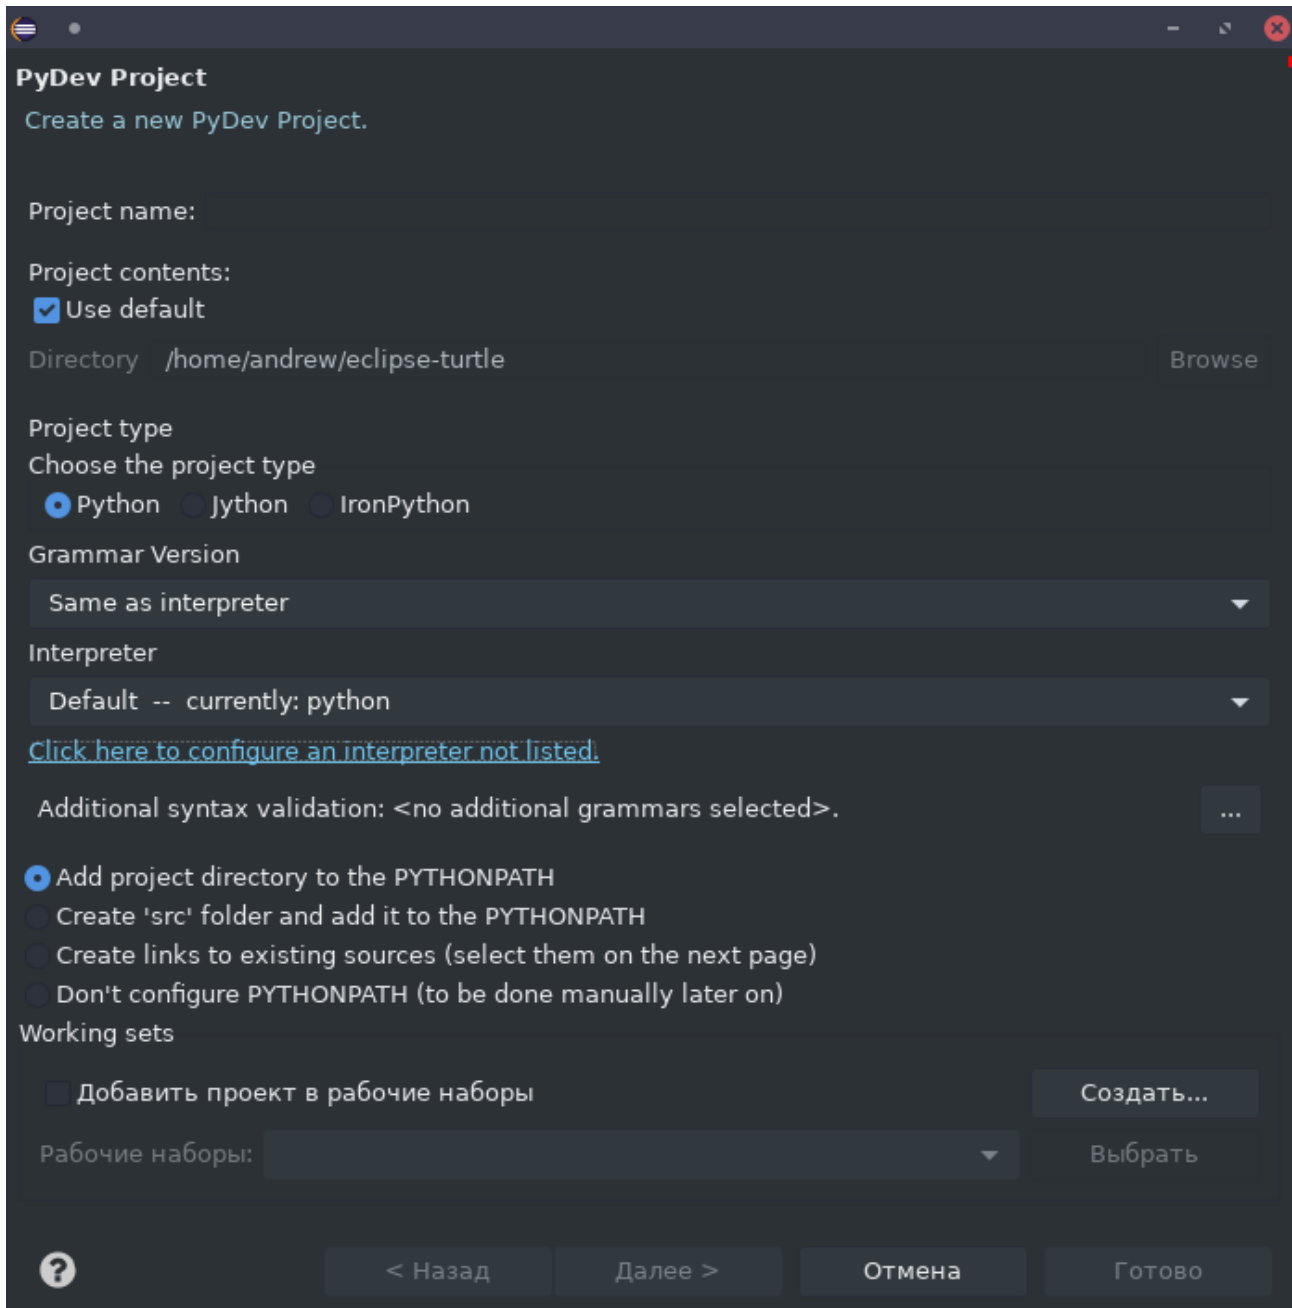 PyDev Project
Create a new PyDev Project.
Project name:
Project contents:
Use default
Directory /home/andrew/eclipse-turtle Browse
Project type
Choose the project type
Python Jython IronPython
Grammar Version
Same as interpreter
Interpreter
Default -- currently: python
Click here to configure an interpreter not listed.
Additional syntax validation: <no additional grammars selected>. ...
Add project directory to the PYTHONPATH
Create 'src' folder and add it to the PYTHONPATH
Create links to existing sources (select them on the next page)
Don't configure PYTHONPATH (to be done manually later on)
Working sets
Добавить проект в рабочие наборы Создать...
Рабочие наборы: Выбрать
? < Назад Далее > Отмена Готово